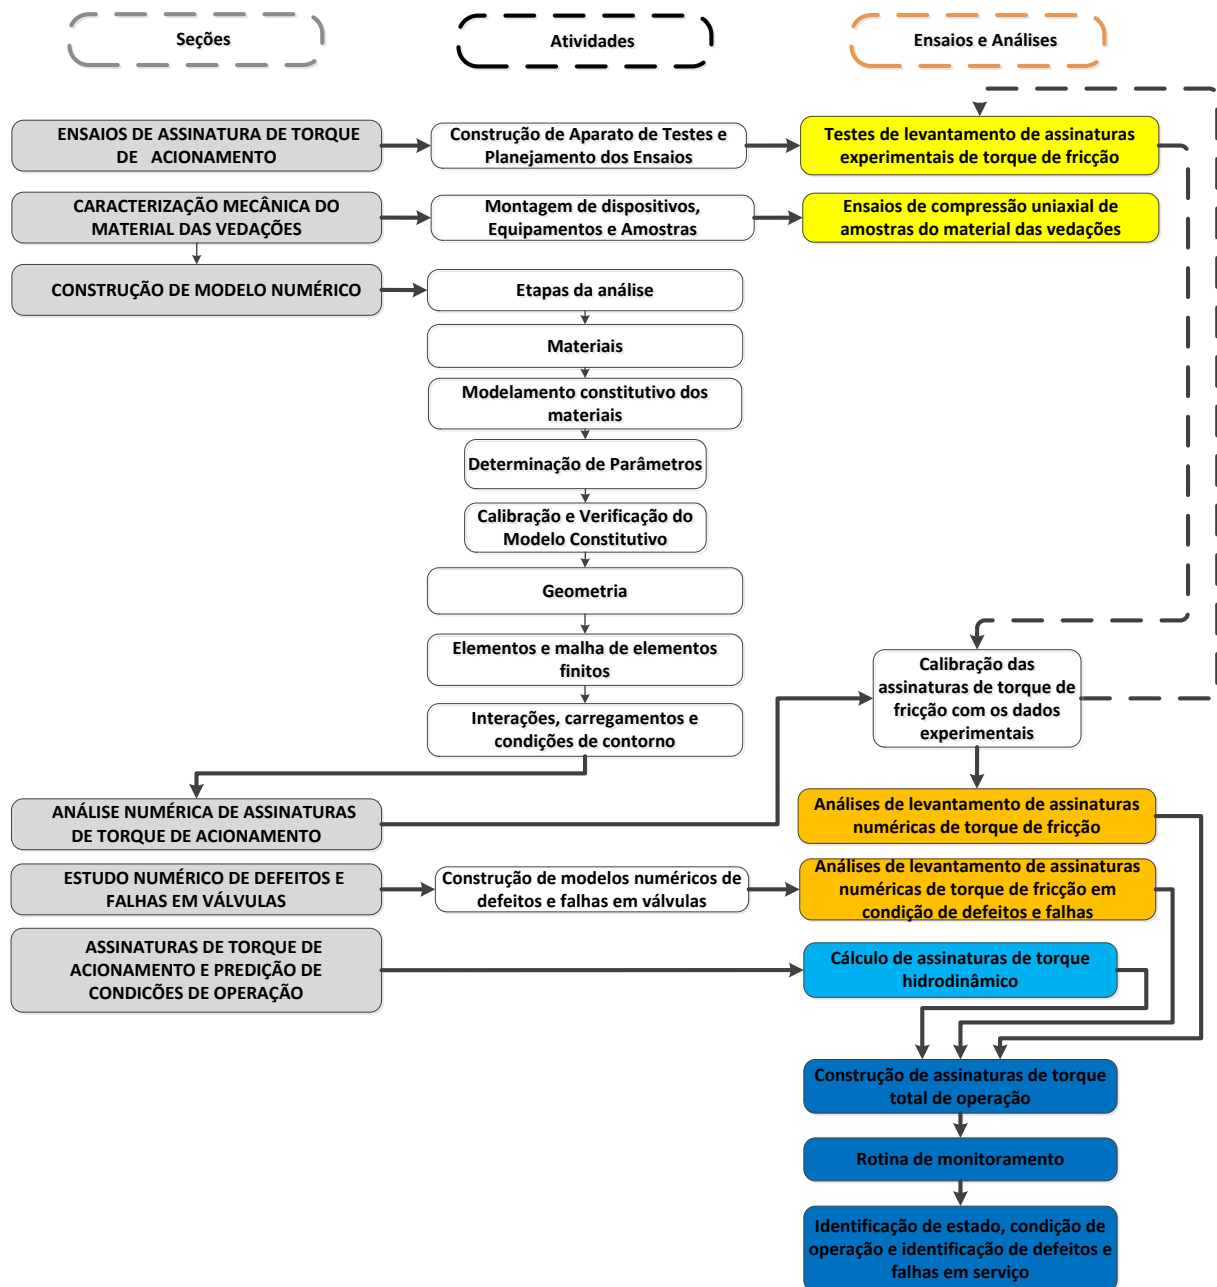 Seções
Atividades
Ensaios e Análises
ENSAIOS DE ASSINATURA DE TORQUE
DE ACIONAMENTO
Construção de Aparato de Testes e
Planejamento dos Ensaios
Testes de levantamento de assinaturas
experimentais de torque de fricção
CARACTERIZAÇÃO MECÂNICA DO
MATERIAL DAS VEDAÇÕES
Montagem de dispositivos,
Equipamentos e Amostras
Ensaios de compressão uniaxial de
amostras do material das vedações
CONSTRUÇÃO DE MODELO NUMÉRICO
Etapas da análise
Materiais
Modelamento constitutivo dos
materiais
Determinação de Parâmetros
Calibração e Verificação do
Modelo Constitutivo
Geometria
Elementos e malha de elementos
finitos
Interações, carregamentos e
condições de contorno
Calibração das
assinaturas de torque de
fricção com os dados
experimentais
ANÁLISE NUMÉRICA DE ASSINATURAS
DE TORQUE DE ACIONAMENTO
Análises de levantamento de assinaturas
numéricas de torque de fricção
ESTUDO NUMÉRICO DE DEFEITOS E
FALHAS EM VÁLVULAS
Construção de modelos numéricos de
defeitos e falhas em válvulas
Análises de levantamento de assinaturas
numéricas de torque de fricção em
condição de defeitos e falhas
ASSINATURAS DE TORQUE DE
ACIONAMENTO E PREDIÇÃO DE
CONDICÕES DE OPERAÇÃO
Cálculo de assinaturas de torque
hidrodinâmico
Construção de assinaturas de torque
total de operação
Rotina de monitoramento
Identificação de estado, condição de
operação e identificação de defeitos e
falhas em serviço